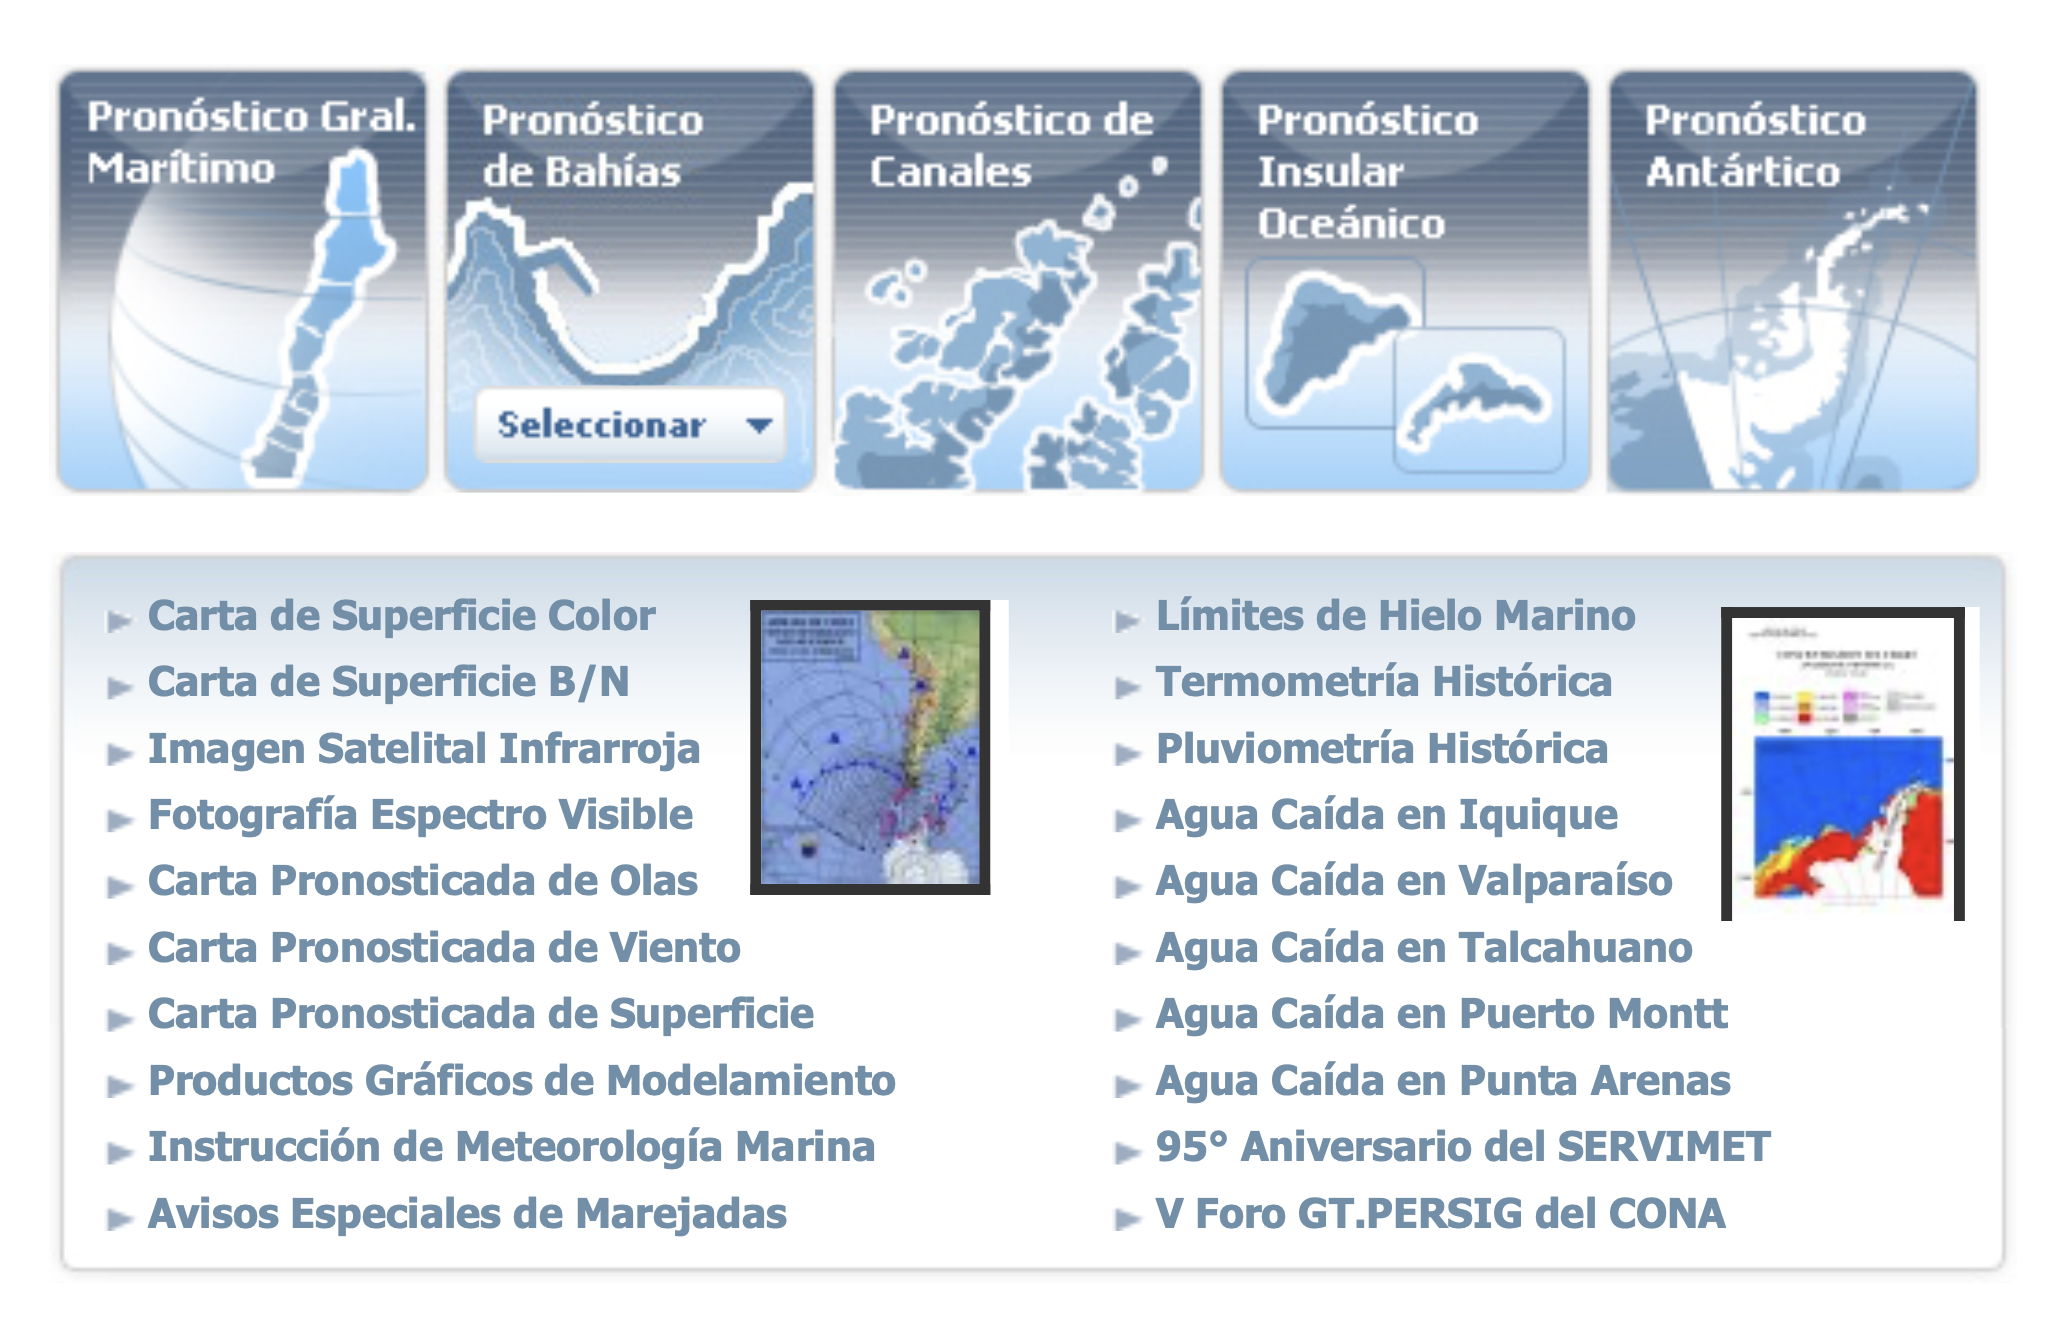 Pronóstico Gral.
Marítimo
Pronóstico
de Bahías
Seleccionar
Pronóstico de
Canales
Pronóstico
Insular
Oceánico
Pronóstico
Antártico
Carta de Superficie Color
Carta de Superficie B/N
Imagen Satelital Infrarroja
Fotografía Espectro Visible
Carta Pronosticada de Olas
Carta Pronosticada de Viento
Carta Pronosticada de Superficie
Productos Gráficos de Modelamiento
Instrucción de Meteorología Marina
Avisos Especiales de Marejadas
Límites de Hielo Marino
Termometría Histórica
Pluviometría Histórica
Agua Caída en Iquique
Agua Caída en Valparaíso
Agua Caída en Talcahuano
Agua Caída en Puerto Montt
Agua Caída en Punta Arenas
95° Aniversario del SERVIMET
V Foro GT.PERSIG del CONA